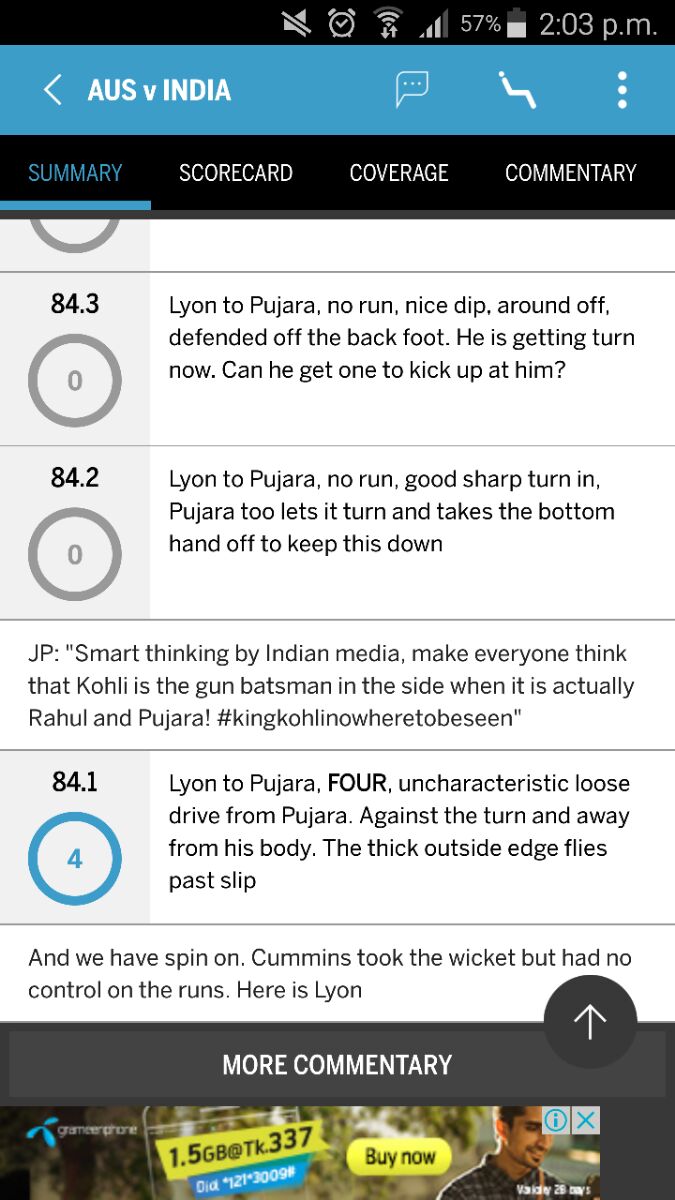 57% 2:03 p.m.
AUS v INDIA
SUMMARY SCORECARD COVERAGE COMMENTARY
84.3
0
Lyon to Pujara, no run, nice dip, around off,
defended off the back foot. He is getting turn
now. Can he get one to kick up at him?
84.2
0
Lyon to Pujara, no run, good sharp turn in,
Pujara too lets it turn and takes the bottom
hand off to keep this down
JP: "Smart thinking by Indian media, make everyone think
that Kohli is the gun batsman in the side when it is actually
Rahul and Pujara! #kingkohlinowheretobeseen"
84.1
4
Lyon to Pujara, FOUR, uncharacteristic loose
drive from Pujara. Against the turn and away
from his body. The thick outside edge flies
past slip
And we have spin on. Cummins took the wicket but had no
control on the runs. Here is Lyon
MORE COMMENTARY
grameenphone
1.5GB@Tk.337
Dial *121*3009#
Buy now
Validity 28 days